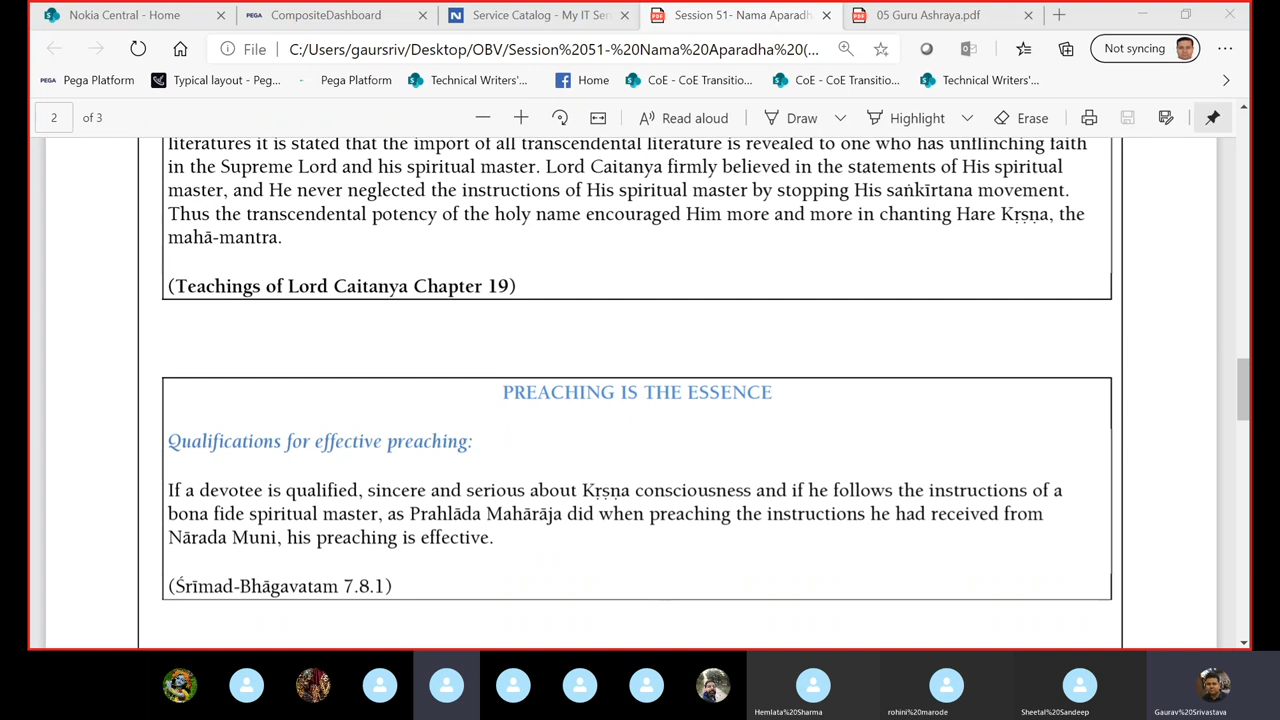 Nokia Central - Home
CompositeDashboard
Service Catalog - My IT Ser
Session 51- Nama Aparadh
05 Guru Ashraya.pdf
File
C:/Users/gaursriv/Desktop/OBV/Session%2051-%20Nama%20Aparadha%20(...
Not syncing
PEGA Pega Platform
Typical layout - Peg...
Pega Platform
Technical Writers'...
Home
CoE - CoE Transitio...
CoE - CoE Transitio...
Technical Writers'...
2 of 3
Read aloud
Draw
Highlight
Erase
literatures it is stated that the import of all transcendental literature is revealed to one who has unflinching faith
in the Supreme Lord and his spiritual master. Lord Caitanya firmly believed in the statements of His spiritual
master, and He never neglected the instructions of His spiritual master by stopping His saṅkīrtana movement.
Thus the transcendental potency of the holy name encouraged Him more and more in chanting Hare Kṛṣṇa, the
mahā-mantra.
(Teachings of Lord Caitanya Chapter 19)
PREACHING IS THE ESSENCE
Qualifications for effective preaching:
If a devotee is qualified, sincere and serious about Kṛṣṇa consciousness and if he follows the instructions of a
bona fide spiritual master, as Prahlāda Mahārāja did when preaching the instructions he had received from
Nārada Muni, his preaching is effective.
(Śrīmad-Bhāgavatam 7.8.1)
Hemlata%20Sharma
rohini%20marode
Sheetal%20Sandeep
Gaurav%20Srivastava